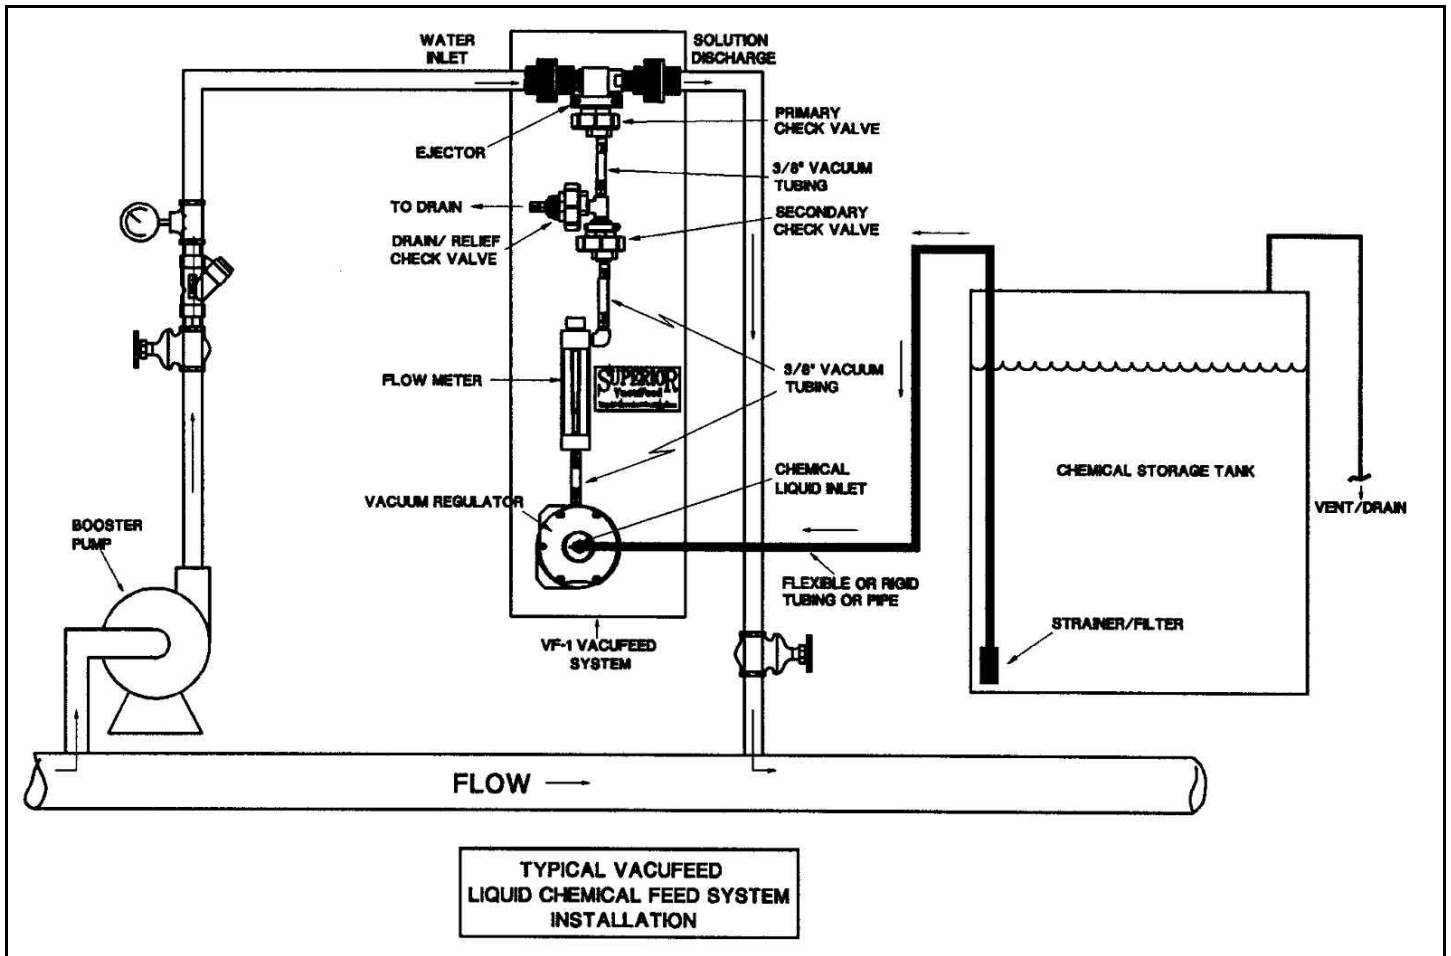 WATER
INLET
SOLUTION
DISCHARGE
PRIMARY
CHECK VALVE
EJECTOR
3/8" VACUUM
TUBING
TO DRAIN
SECONDARY
CHECK VALVE
DRAIN/ RELIEF
CHECK VALVE
FLOW METER
SUPERIOR
VacuFeed
3/8" VACUUM
TUBING
CHEMICAL STORAGE TANK
CHEMICAL
LIQUID INLET
VACUUM REGULATOR
VENT/DRAIN
BOOSTER
PUMP
FLEXIBLE OR RIGID
TUBING OR PIPE
STRAINER/FILTER
VF-1 VACUFEED
SYSTEM
FLOW
TYPICAL VACUFEED
LIQUID CHEMICAL FEED SYSTEM
INSTALLATION